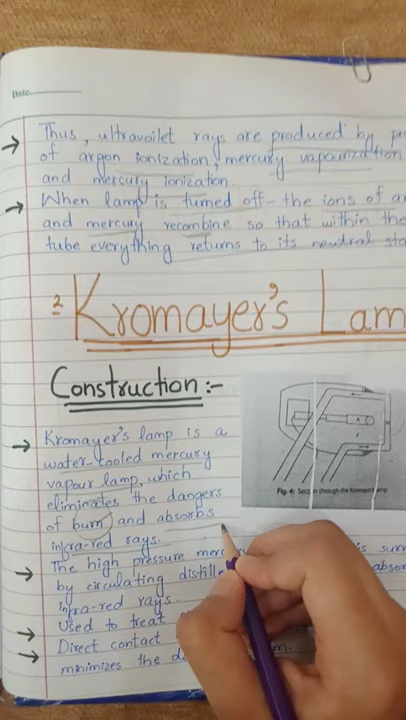 Date.
Thus, ultravoilet rays are produced by
of argon ionization, mercury vapourization
and mercury ionization.
When lamp is turned off - the ions of
and mercury recombine so that within the
tube everything returns to its neutral
2 Kromayer's Lam
Construction:-
Kromayer's lamp is a
water-cooled mercury
vapour lamp, which
eliminates the dangers
of burn and absorbs
infra-red rays.
Fig. 4: Section through the Kromayer lamp
The high pressure is
by circulating
infra-red rays.
Used to treat
Direct contact
minimizes the